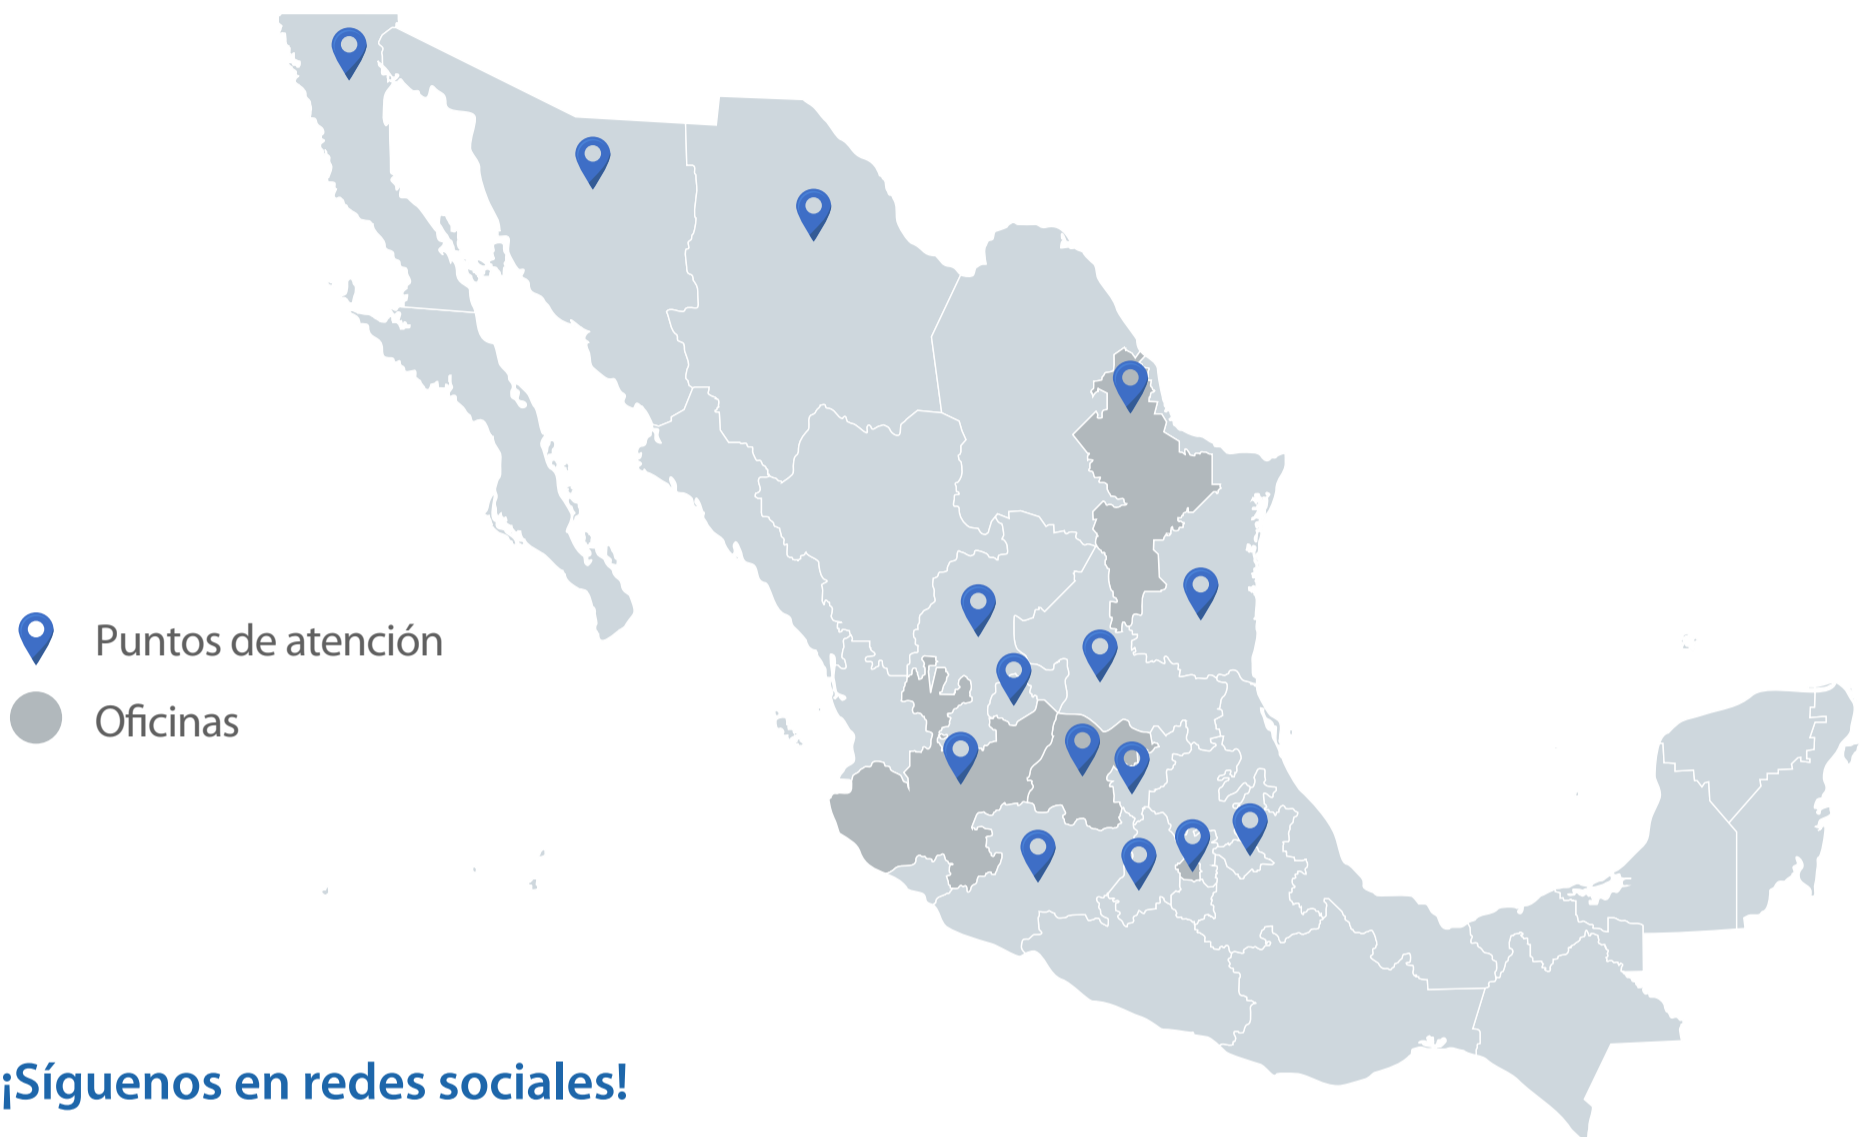 Puntos de atención
Oficinas
¡Síguenos en redes sociales!